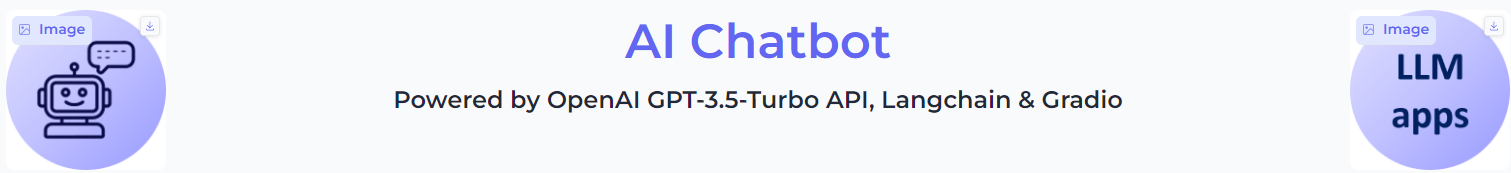 Image
AI Chatbot
Powered by OpenAI GPT-3.5-Turbo API, Langchain & Gradio
Image
LLM
apps